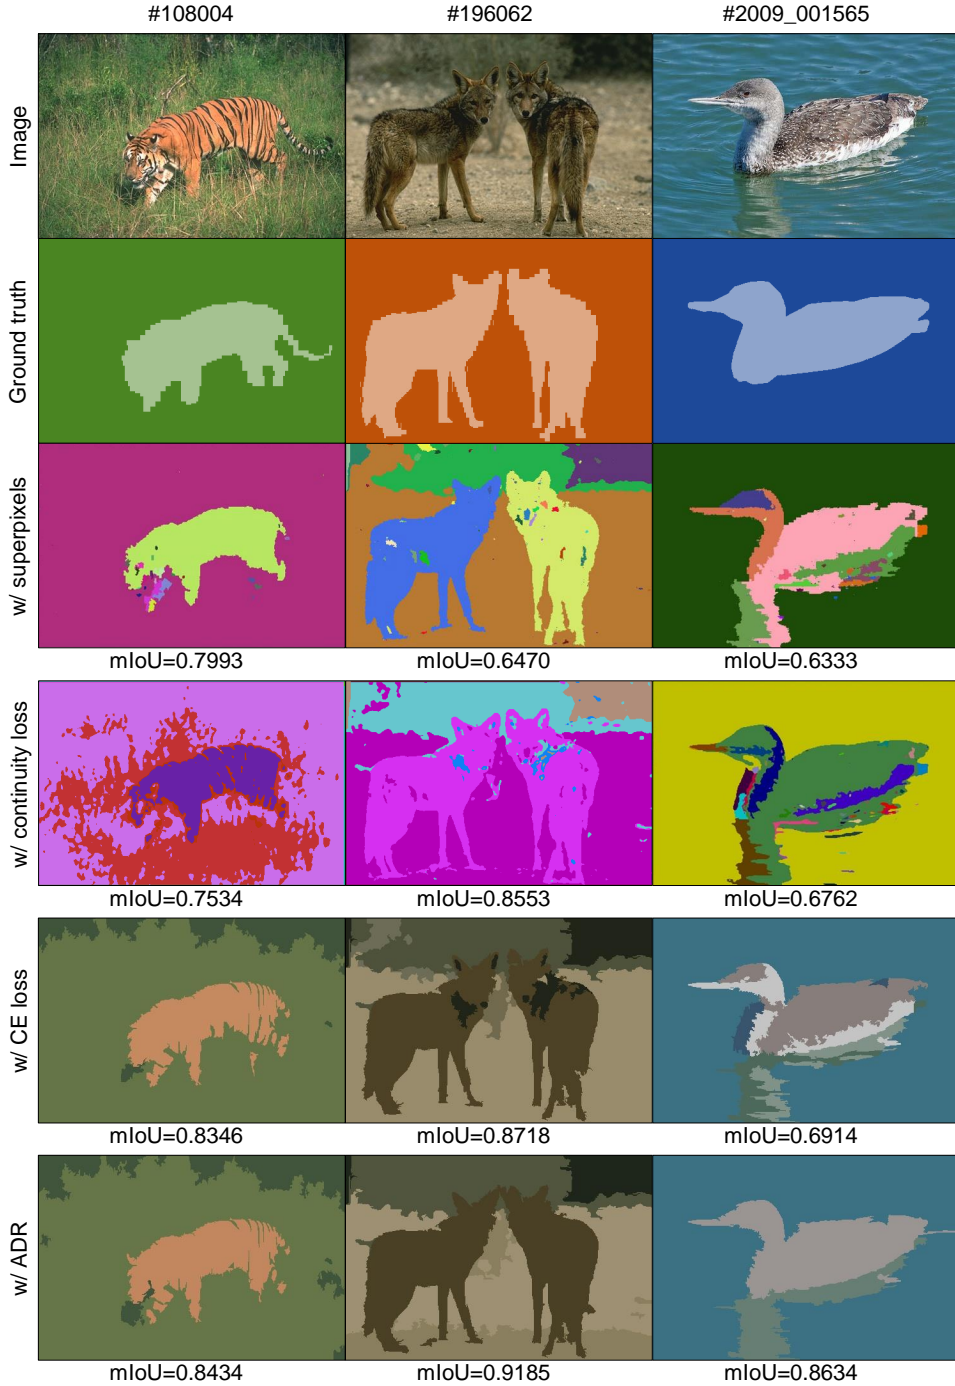 #108004 #196062 #2009_001565
Image
Ground truth
w/ superpixels
mIoU=0.7993 mIoU=0.6470 mIoU=0.6333
w/ continuity loss
mIoU=0.7534 mIoU=0.8553 mIoU=0.6762
w/ CE loss
mIoU=0.8346 mIoU=0.8718 mIoU=0.6914
w/ ADR
mIoU=0.8434 mIoU=0.9185 mIoU=0.8634